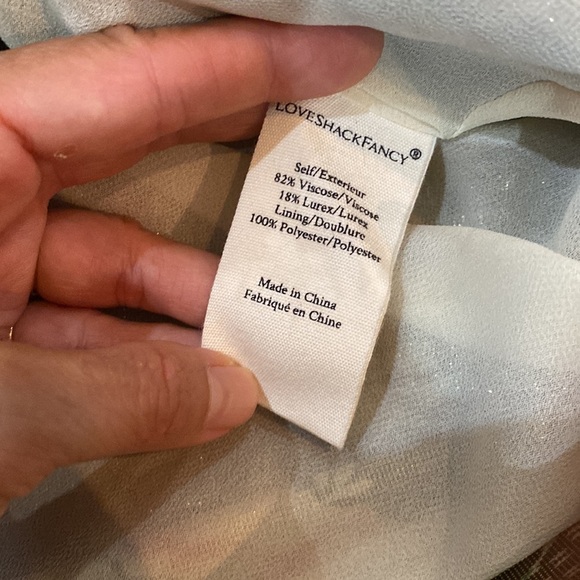 LOVESHACKFANCY®
Self/Exterieur
82% Viscose/Viscose
18% Lurex/Lurex
Lining/Doublure
100% Polyester/Polyester
Made in China
Fabriqué en Chine